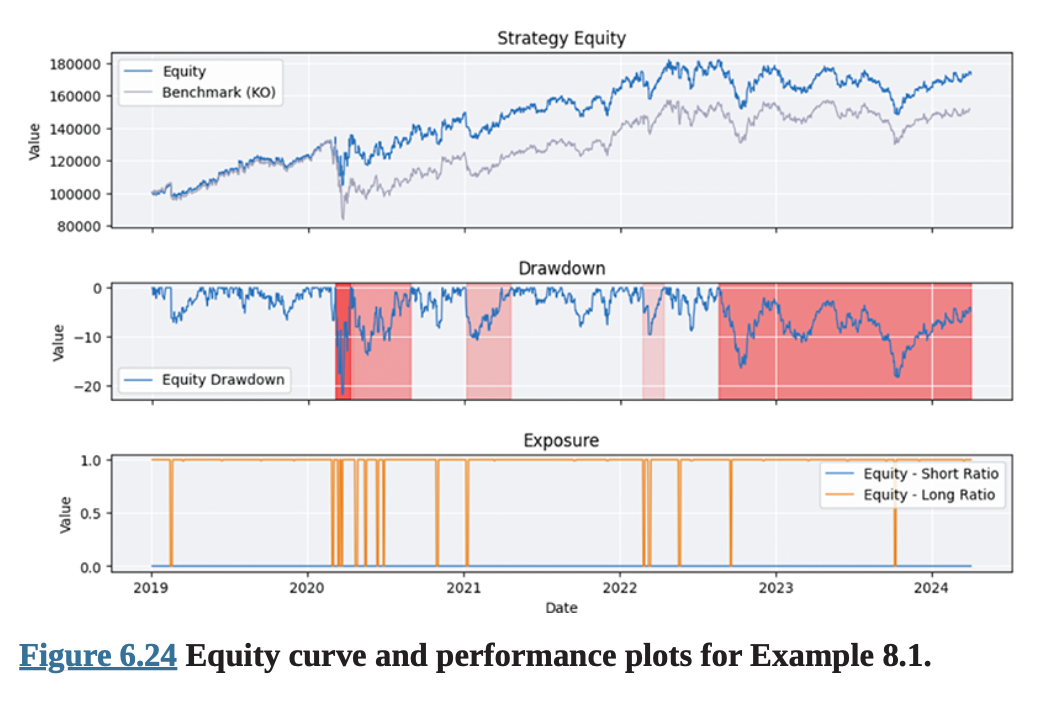 Strategy Equity
180000
160000
140000
120000
100000
80000
Value
Equity
Benchmark (KO)
Drawdown
0
−10
−20
Value
Equity Drawdown
Exposure
1.0
0.5
0.0
Value
Equity - Short Ratio
Equity - Long Ratio
2019 2020 2021 2022 2023 2024
Date
Figure 6.24 Equity curve and performance plots for Example 8.1.